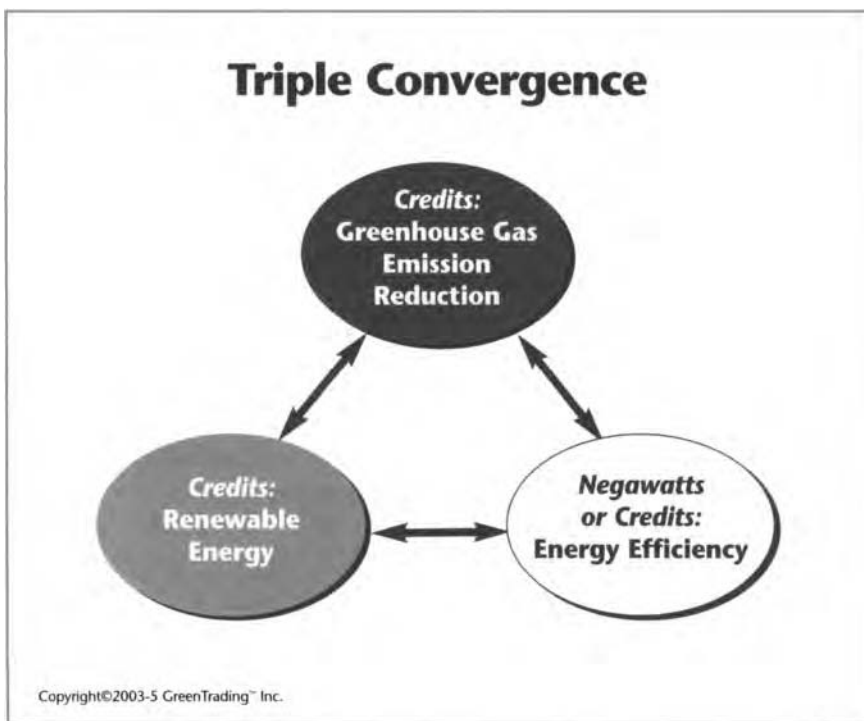 Triple Convergence
Credits:
Greenhouse Gas
Emission
Reduction
Credits:
Renewable
Energy
Negawatts
or Credits:
Energy Efficiency
Copyright©2003-5 GreenTrading™ Inc.